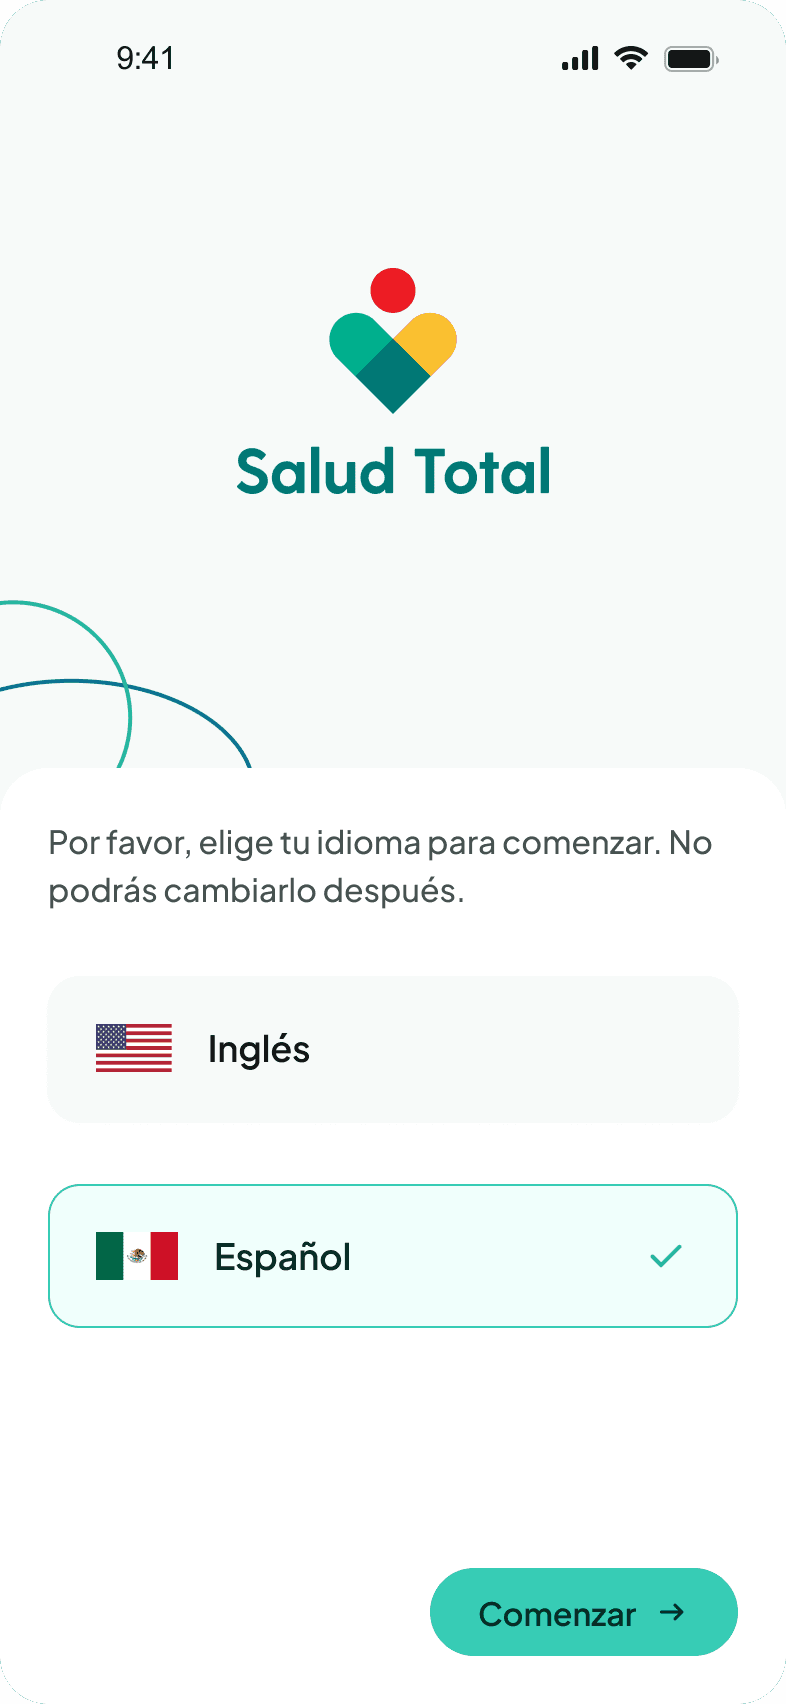 9:41
Salud Total
Por favor, elige tu idioma para comenzar. No
podrás cambiarlo después.
Inglés
Español
Comenzar →